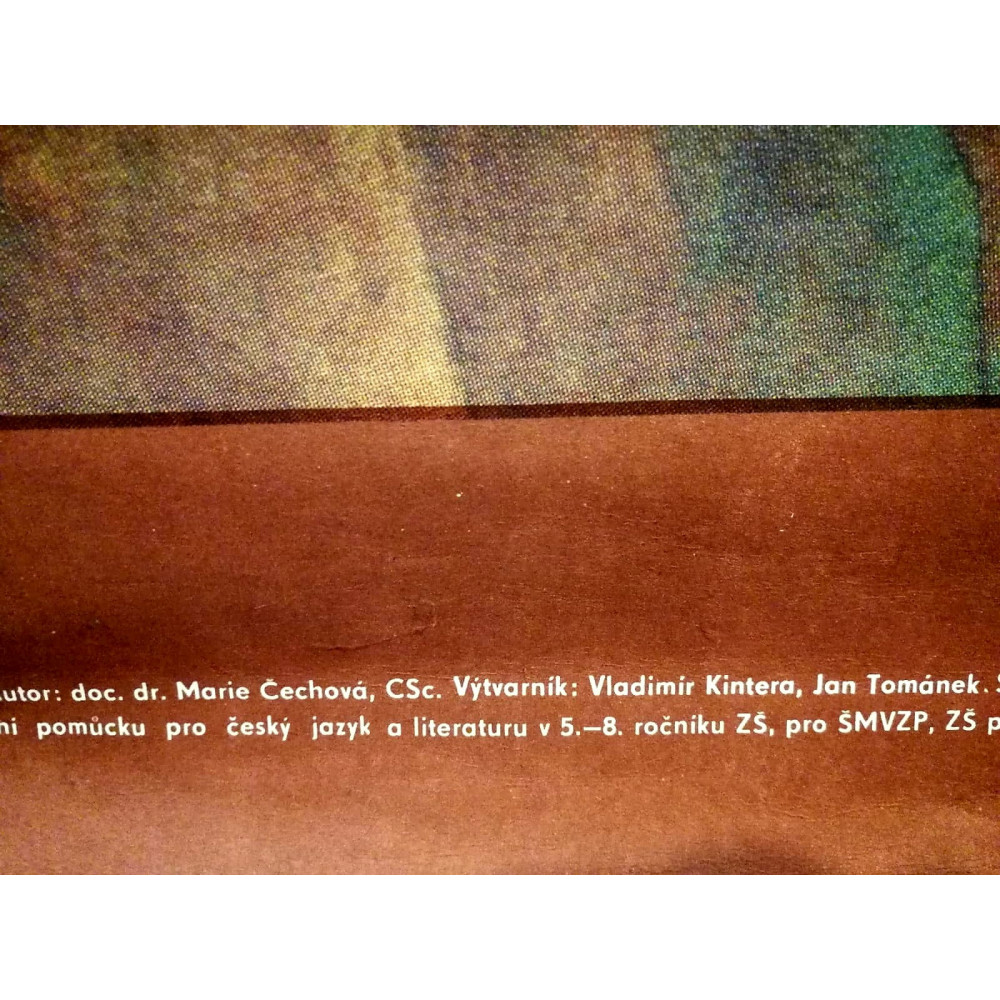 utor: doc. dr. Marie Čechová, CSc. Výtvarník: Vladimír Kintera, Jan Tománek. S
ní pomůcku pro český jazyk a literaturu v 5.—8. ročníku ZŠ, pro ŠMVZP, ZŠ p